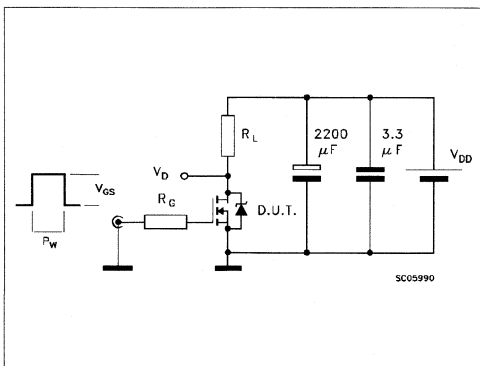 R_L
2200
μF
3.3
μF
V_DD
V_D
R_G
D.U.T.
V_GS
P_W
SC05990